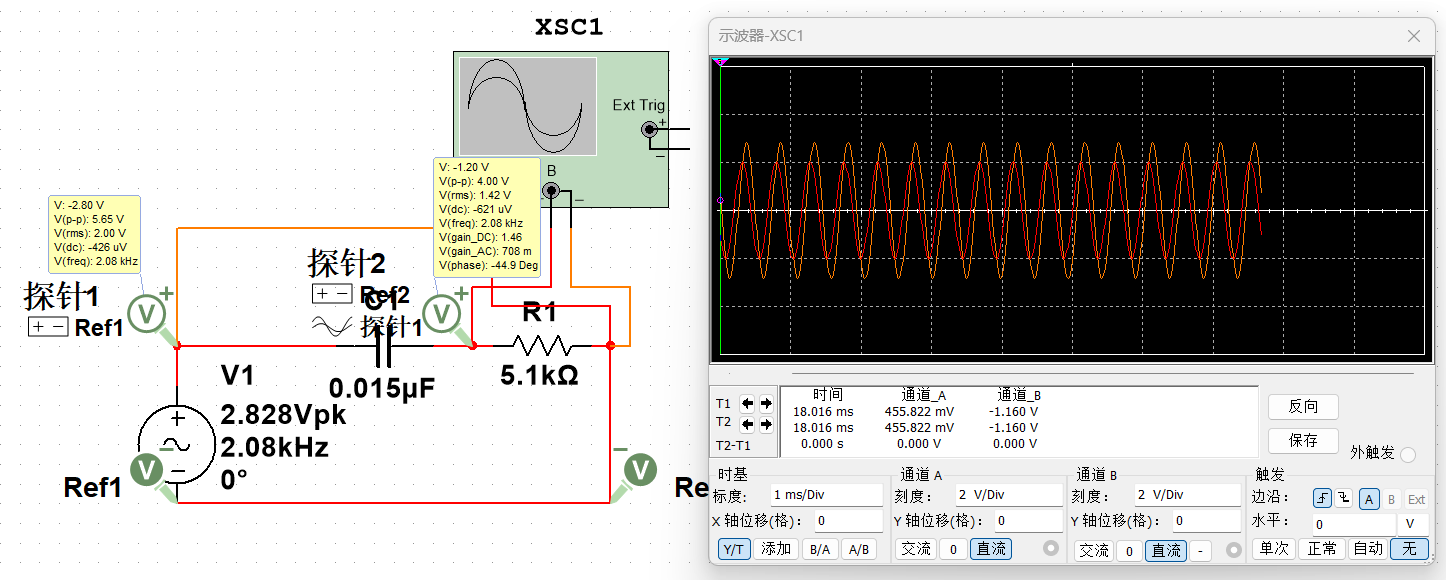 XSC1
Ext Trig
+
−
B
−
V: -2.80 V
V(p-p): 5.65 V
V(rms): 2.00 V
V(dc): -426 uV
V(freq): 2.08 kHz
V: -1.20 V
V(p-p): 4.00 V
V(rms): 1.42 V
V(dc): -621 uV
V(freq): 2.08 kHz
V(gain_DC): 1.46
V(gain_AC): 708 m
V(phase): -44.9 Deg
探针1
+ − Ref1
V
+
探针2
+ − Ref2
探针1
V
+
C1
0.015µF
R1
5.1kΩ
V1
2.828Vpk
2.08kHz
0°
+
−
Ref1
V
−
V
−
Re
示波器-XSC1
时间 通道_A 通道_B
T1 18.016 ms 455.822 mV -1.160 V
T2 18.016 ms 455.822 mV -1.160 V
T2-T1 0.000 s 0.000 V 0.000 V
反向
保存
外触发
时基
标度: 1 ms/Div
X 轴位移(格): 0
Y/T 添加 B/A A/B
通道 A
刻度: 2 V/Div
Y 轴位移(格): 0
交流 0 直流
通道 B
刻度: 2 V/Div
Y 轴位移(格): 0
交流 0 直流 -
触发
边沿: A B Ext
水平: 0 V
单次 正常 自动 无